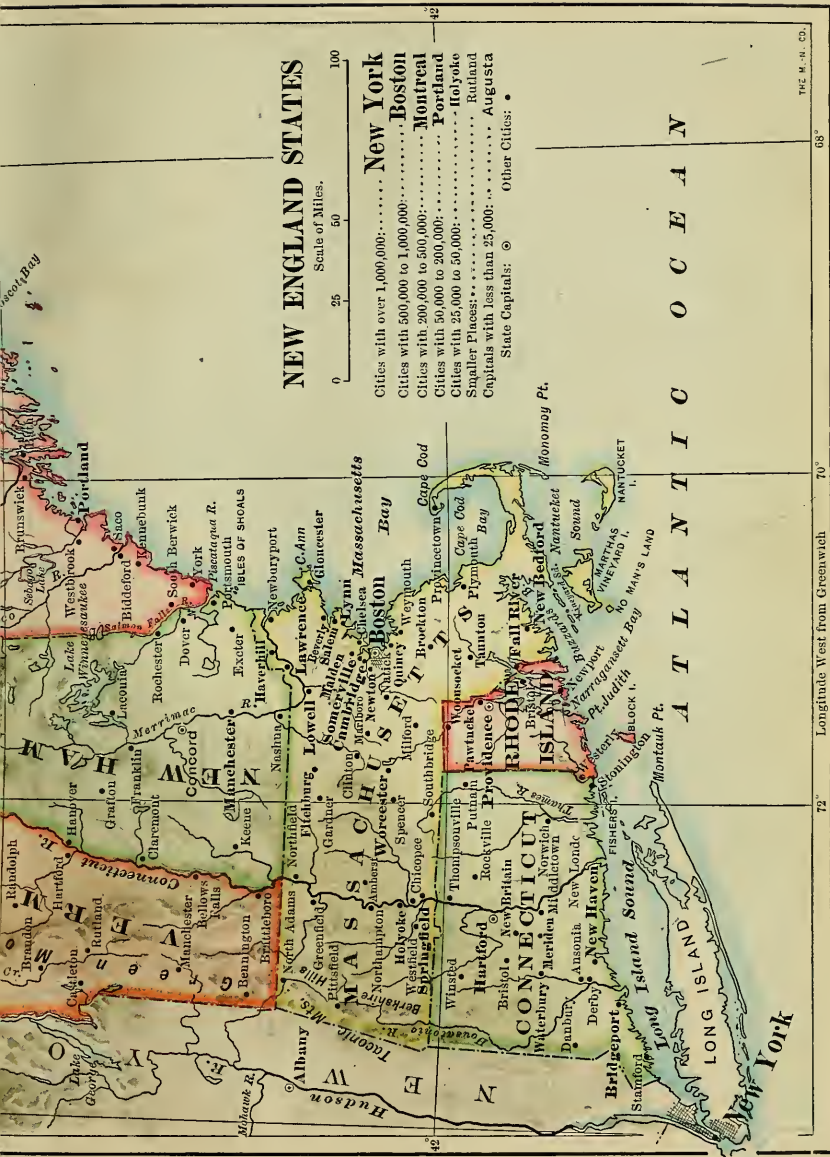 NEW ENGLAND STATES
Scale of Miles.
0 25 50 100
Cities with over 1,000,000: New York
Cities with 500,000 to 1,000,000: Boston
Cities with 200,000 to 500,000: Montreal
Cities with 50,000 to 200,000: Portland
Cities with 25,000 to 50,000: Holyoke
Smaller Places: Rutland
Capitals with less than 25,000: Augusta
State Capitals: ⊙ Other Cities: •
THE M.-N. CO.
42°
42°
68°
70°
72°
Longitude West from Greenwich
ATLANTIC OCEAN
Brunswick
Portland
Westbrook
Saco
Biddeford
Kennebunk
South Berwick
York
Salmon Falls R.
Piscataqua R.
Portsmouth
ISLES OF SHOALS
Lake Winnepesaukee
Laconia
Rochester
Dover
Exeter
Merrimac R.
Franklin
Concord
Manchester
Nashua
Hanover
Grafton
Claremont
Keene
NEW HAM
Connecticut R.
Randolph
Brandon
Hartford
Rutland
Castleton
Manchester
Bellows Falls
Bennington
Brattleboro
VERM
Lake George
Mohawk R.
Albany
Hudson
R.
NEW YO
Taconic Mts.
Newburyport
C. Ann
Gloucester
Haverhill
Lawrence
Beverly
Salem
Lynn
Malden
Chelsea
Somerville
Cambridge
Boston
Newton
Natick
Quincy
Weymouth
Brockton
Massachusetts Bay
Lowell
Marlboro
Clinton
Milford
Worcester
Spencer
Southbridge
Fitchburg
Gardner
Northfield
Amherst
Chicopee
North Adams
Greenfield
Pittsfield
Northampton
Holyoke
Westfield
Springfield
Berkshire Hills
MASSACHUSETTS
Cape Cod
Provincetown
Cape Cod Bay
Plymouth
Taunton
Fall River
New Bedford
Buzzards
Monomoy Pt.
Nantucket Sound
NANTUCKET I.
MARTHAS VINEYARD I.
NO MAN'S LAND
Woonsocket
Pawtucket
Providence
RHODE ISLAND
Bristol
Newport
Narragansett Bay
Pt. Judith
BLOCK I.
Westerly
Stonington
Montauk Pt.
Thompsonville
Putnam
Rockville
Winsted
Hartford
New Britain
Bristol
Norwich
Middletown
Meriden
Waterbury
CONNECTICUT
New Londo
Thames R.
FISHERS I.
Ansonia
New Haven
Derby
Danbury
Housatonic R.
Bridgeport
Stamford
Long Island Sound
LONG ISLAND
New York